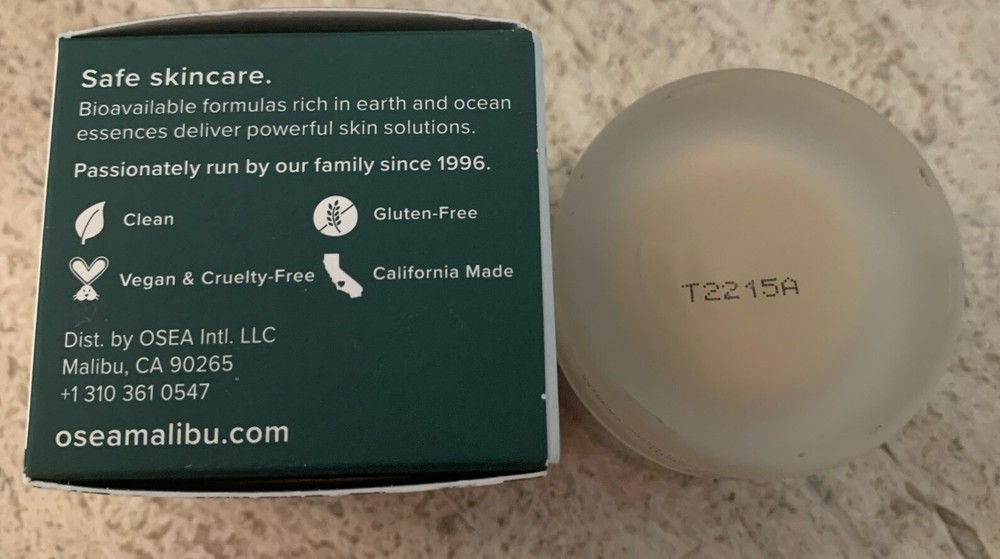 Safe skincare.
Bioavailable formulas rich in earth and ocean
essences deliver powerful skin solutions.
Passionately run by our family since 1996.
Clean
Gluten-Free
Vegan & Cruelty-Free
California Made
Dist. by OSEA Intl. LLC
Malibu, CA 90265
+1 310 361 0547
oseamalibu.com
T2215A